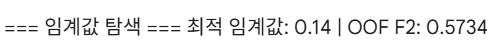 === 임계값 탐색 === 최적 임계값: 0.14 | OOF F2: 0.5734